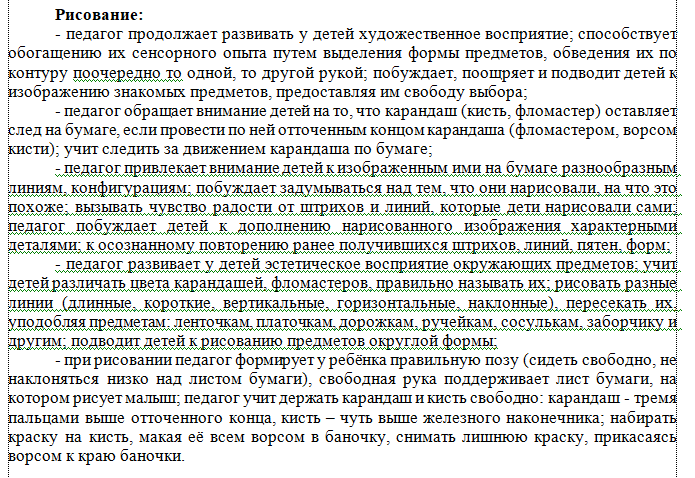 Рисование:
- педагог продолжает развивать у детей художественное восприятие; способствует
обогащению их сенсорного опыта путем выделения формы предметов, обведения их по
контуру поочередно то одной, то другой рукой; побуждает, поощряет и подводит детей к
изображению знакомых предметов, предоставляя им свободу выбора;
- педагог обращает внимание детей на то, что карандаш (кисть, фломастер) оставляет
след на бумаге, если провести по ней отточенным концом карандаша (фломастером, ворсом
кисти); учит следить за движением карандаша по бумаге;
- педагог привлекает внимание детей к изображенным ими на бумаге разнообразным
линиям, конфигурациям; побуждает задумываться над тем, что они нарисовали, на что это
похоже; вызывать чувство радости от штрихов и линий, которые дети нарисовали сами;
педагог побуждает детей к дополнению нарисованного изображения характерными
деталями; к осознанному повторению ранее получившихся штрихов, линий, пятен, форм;
- педагог развивает у детей эстетическое восприятие окружающих предметов; учит
детей различать цвета карандашей, фломастеров, правильно называть их; рисовать разные
линии (длинные, короткие, вертикальные, горизонтальные, наклонные), пересекать их,
уподобляя предметам: ленточкам, платочкам, дорожкам, ручейкам, сосулькам, заборчику и
другим; подводит детей к рисованию предметов округлой формы;
- при рисовании педагог формирует у ребёнка правильную позу (сидеть свободно, не
наклоняться низко над листом бумаги), свободная рука поддерживает лист бумаги, на
котором рисует малыш; педагог учит держать карандаш и кисть свободно: карандаш - тремя
пальцами выше отточенного конца, кисть – чуть выше железного наконечника; набирать
краску на кисть, макая её всем ворсом в баночку, снимать лишнюю краску, прикасаясь
ворсом к краю баночки.